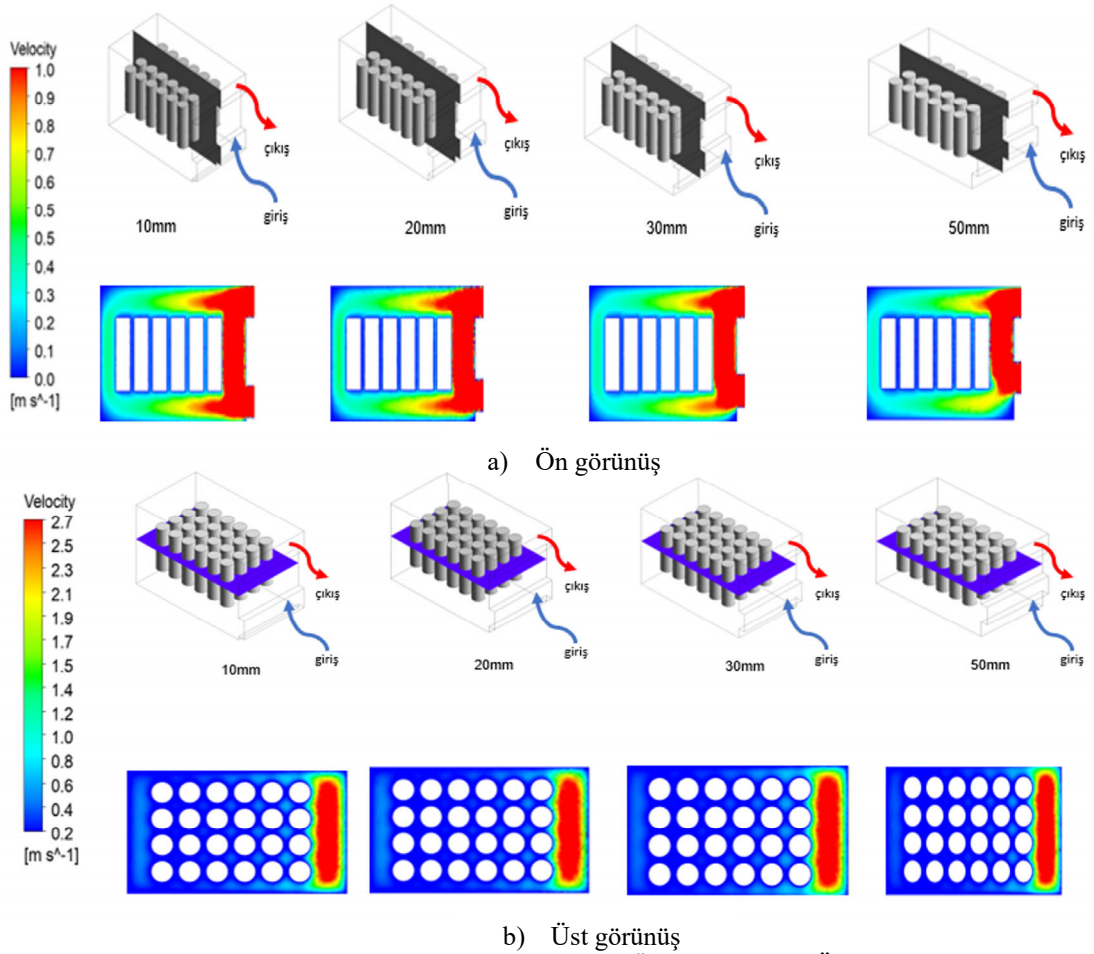 Velocity
1.0
0.9
0.8
0.7
0.6
0.5
0.4
0.3
0.2
0.1
0.0
[m s^-1]
çıkış
giriş
10mm
çıkış
giriş
20mm
çıkış
giriş
30mm
çıkış
giriş
50mm
a) Ön görünüş
Velocity
2.7
2.5
2.3
2.1
1.9
1.7
1.5
1.4
1.2
1.0
0.8
0.6
0.4
0.2
[m s^-1]
çıkış
giriş
10mm
çıkış
giriş
20mm
çıkış
giriş
30mm
çıkış
giriş
50mm
b) Üst görünüş